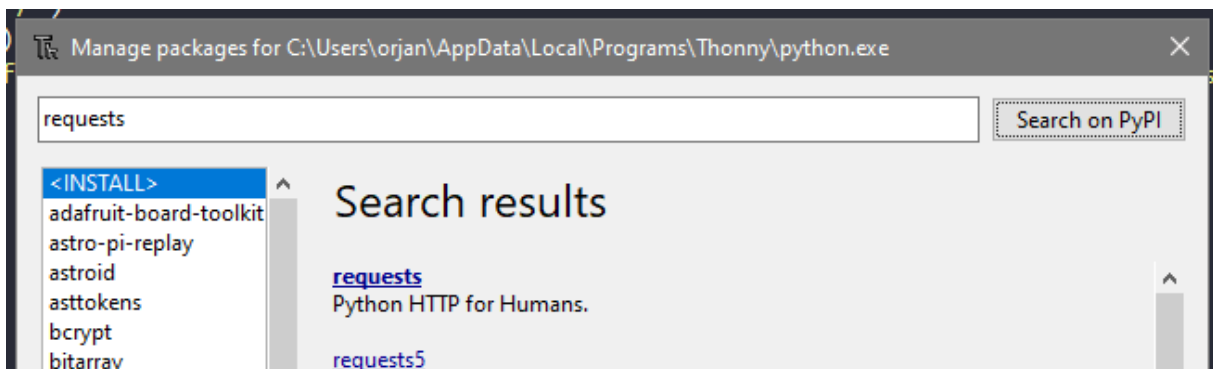 Manage packages for C:\Users\orjan\AppData\Local\Programs\Thonny\python.exe
requests
Search on PyPI
<INSTALL>
adafruit-board-toolkit
astro-pi-replay
astroid
asttokens
bcrypt
bitarray
Search results
requests
Python HTTP for Humans.
requests5